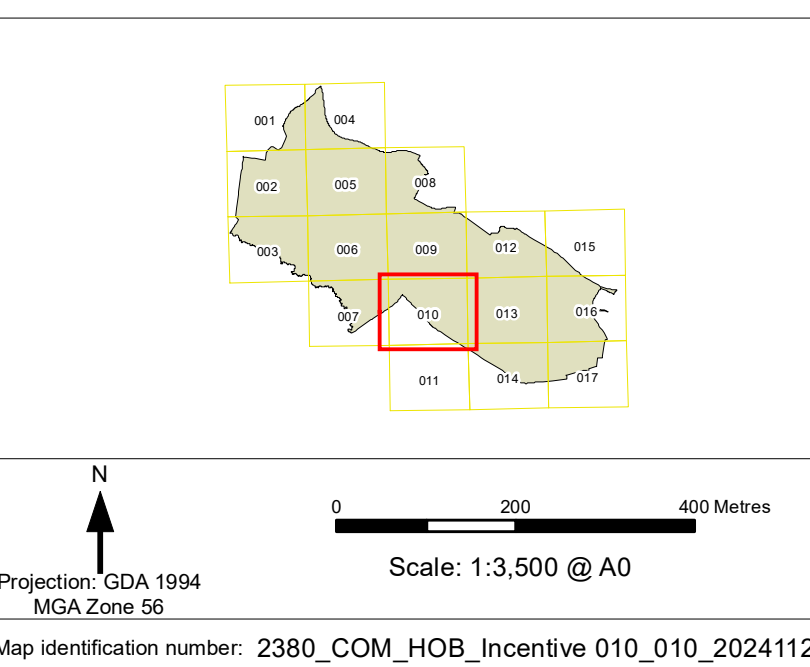 001 004
002 005 008
003 006 009 012 015
007 010 013 016
011 014 017
N
0 200 400 Metres
Scale: 1:3,500 @ A0
Projection: GDA 1994
MGA Zone 56
Map identification number: 2380_COM_HOB_Incentive 010_010_2024112